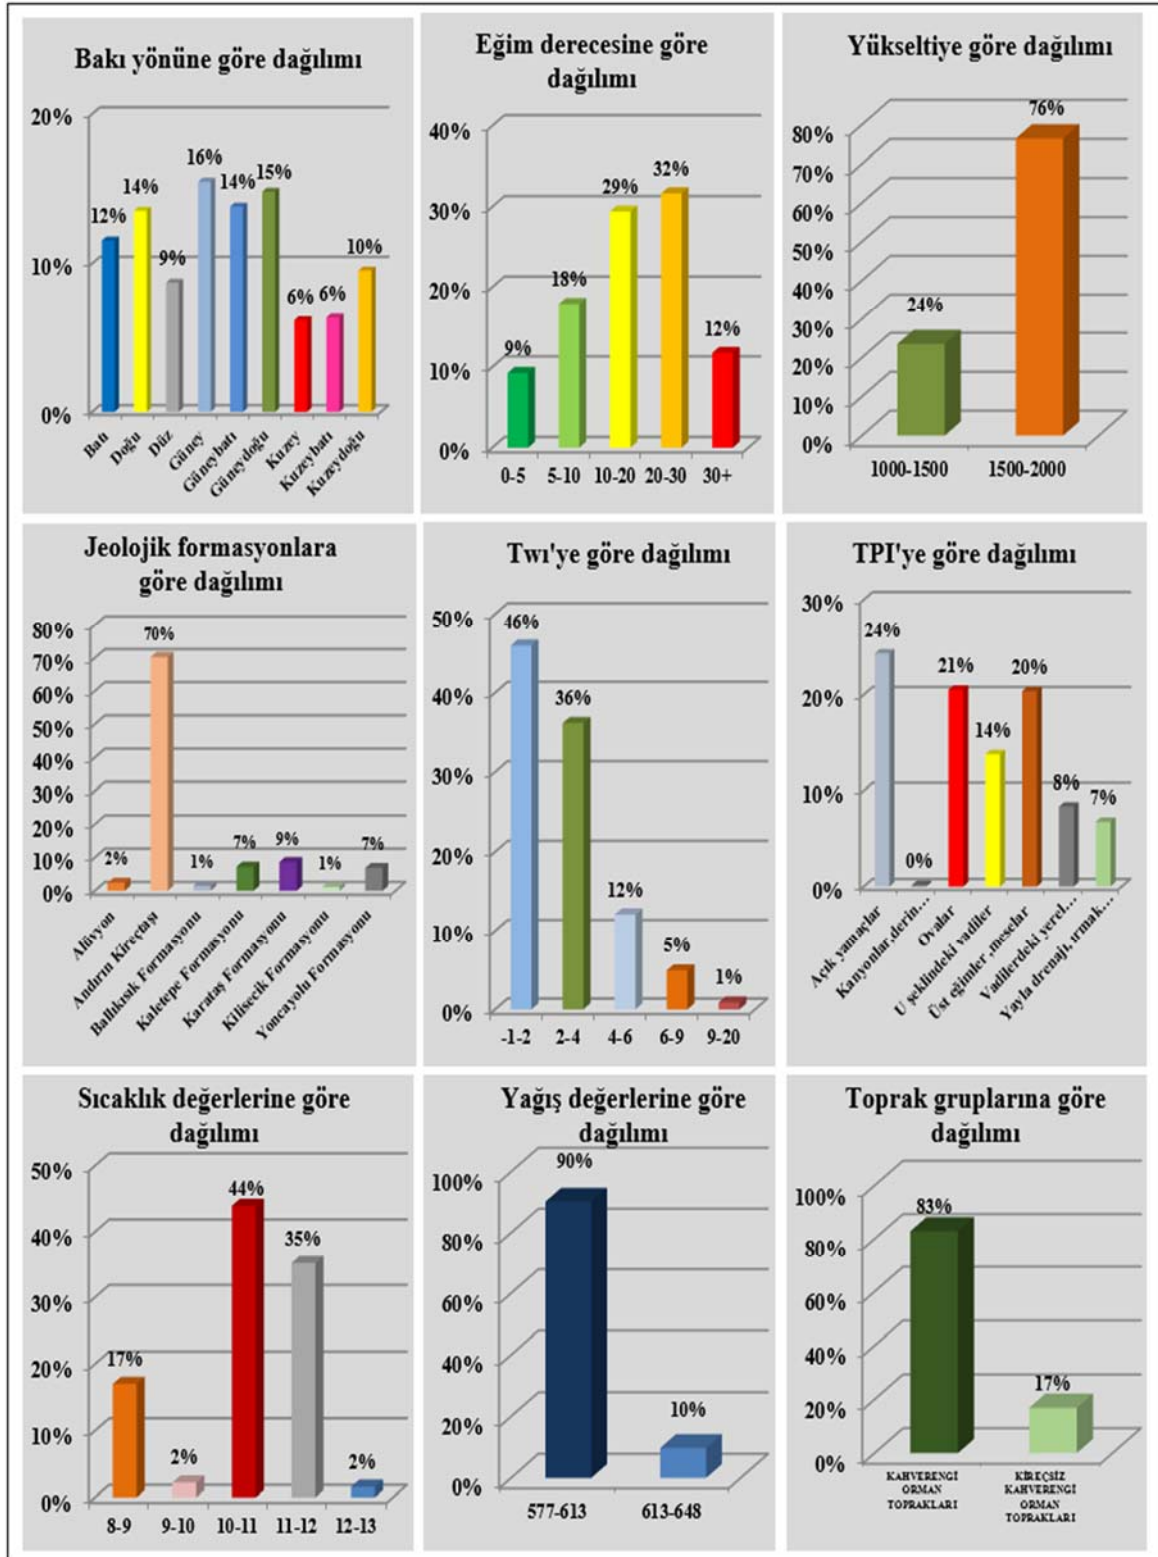 Bakı yönüne göre dağılımı
20%
10%
0%
12%
14%
9%
16%
14%
15%
6%
6%
10%
Batı
Doğu
Düz
Güney
Güneybatı
Güneydoğu
Kuzey
Kuzeybatı
Kuzeydoğu
Eğim derecesine göre
dağılımı
40%
30%
20%
10%
0%
9%
18%
29%
32%
12%
0-5
5-10
10-20
20-30
30+
Yükseltiye göre dağılımı
80%
70%
60%
50%
40%
30%
20%
10%
0%
24%
76%
1000-1500
1500-2000
Jeolojik formasyonlara
göre dağılımı
80%
70%
60%
50%
40%
30%
20%
10%
0%
2%
70%
1%
7%
9%
1%
7%
Alüvyon
Andırın Kireçtaşı
Ballıkısık Formasyonu
Kaletepe Formasyonu
Karataş Formasyonu
Kilisecik Formasyonu
Yoncayolu Formasyonu
Twı'ye göre dağılımı
50%
40%
30%
20%
10%
0%
46%
36%
12%
5%
1%
-1-2
2-4
4-6
6-9
9-20
TPI'ye göre dağılımı
30%
20%
10%
0%
24%
0%
21%
14%
20%
8%
7%
Açık yamaçlar
Kanyonlar,derin...
Ovalar
U şeklindeki vadiler
Üst eğimler ,meselar
Vadilerdeki yerel...
Yayla drenajı, ırmak...
Sıcaklık değerlerine göre
dağılımı
50%
40%
30%
20%
10%
0%
17%
2%
44%
35%
2%
8-9
9-10
10-11
11-12
12-13
Yağış değerlerine göre
dağılımı
100%
80%
60%
40%
20%
0%
90%
10%
577-613
613-648
Toprak gruplarına göre
dağılımı
100%
80%
60%
40%
20%
0%
83%
17%
KAHVERENGİ
ORMAN
TOPRAKLARI
KİREÇSİZ
KAHVERENGİ
ORMAN
TOPRAKLARI